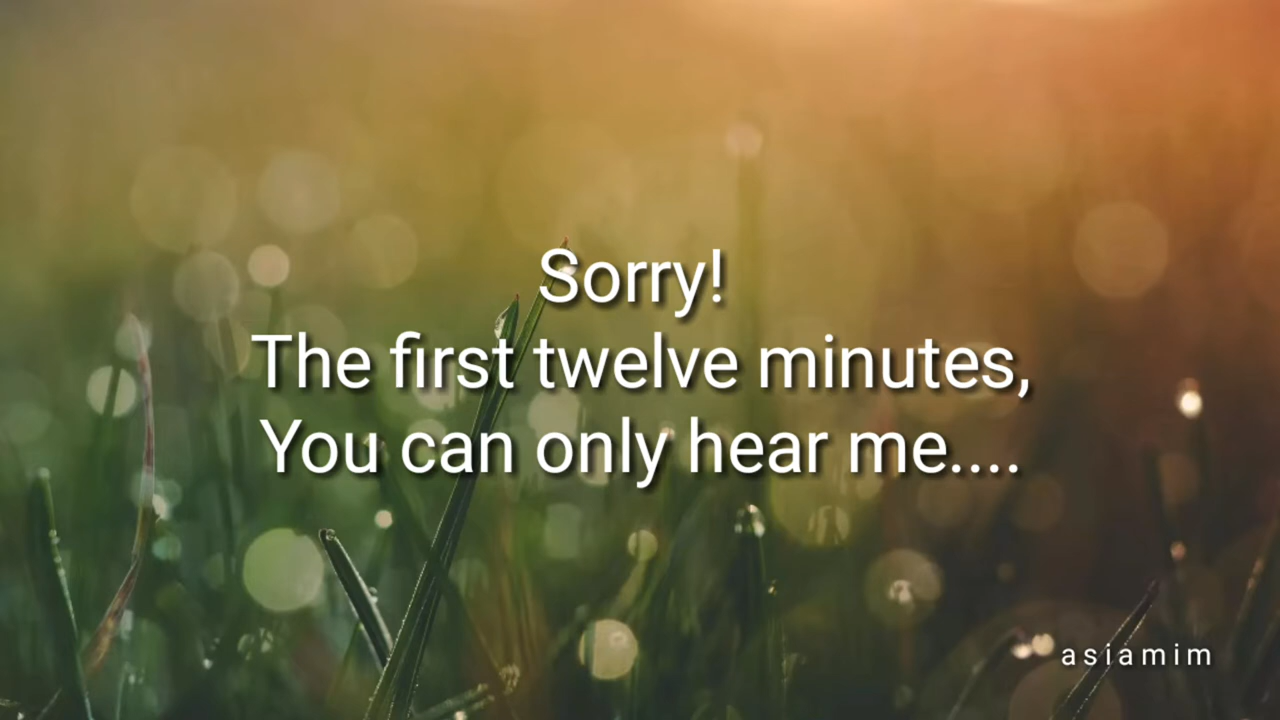 Sorry!
The first twelve minutes,
You can only hear me....
asiamim